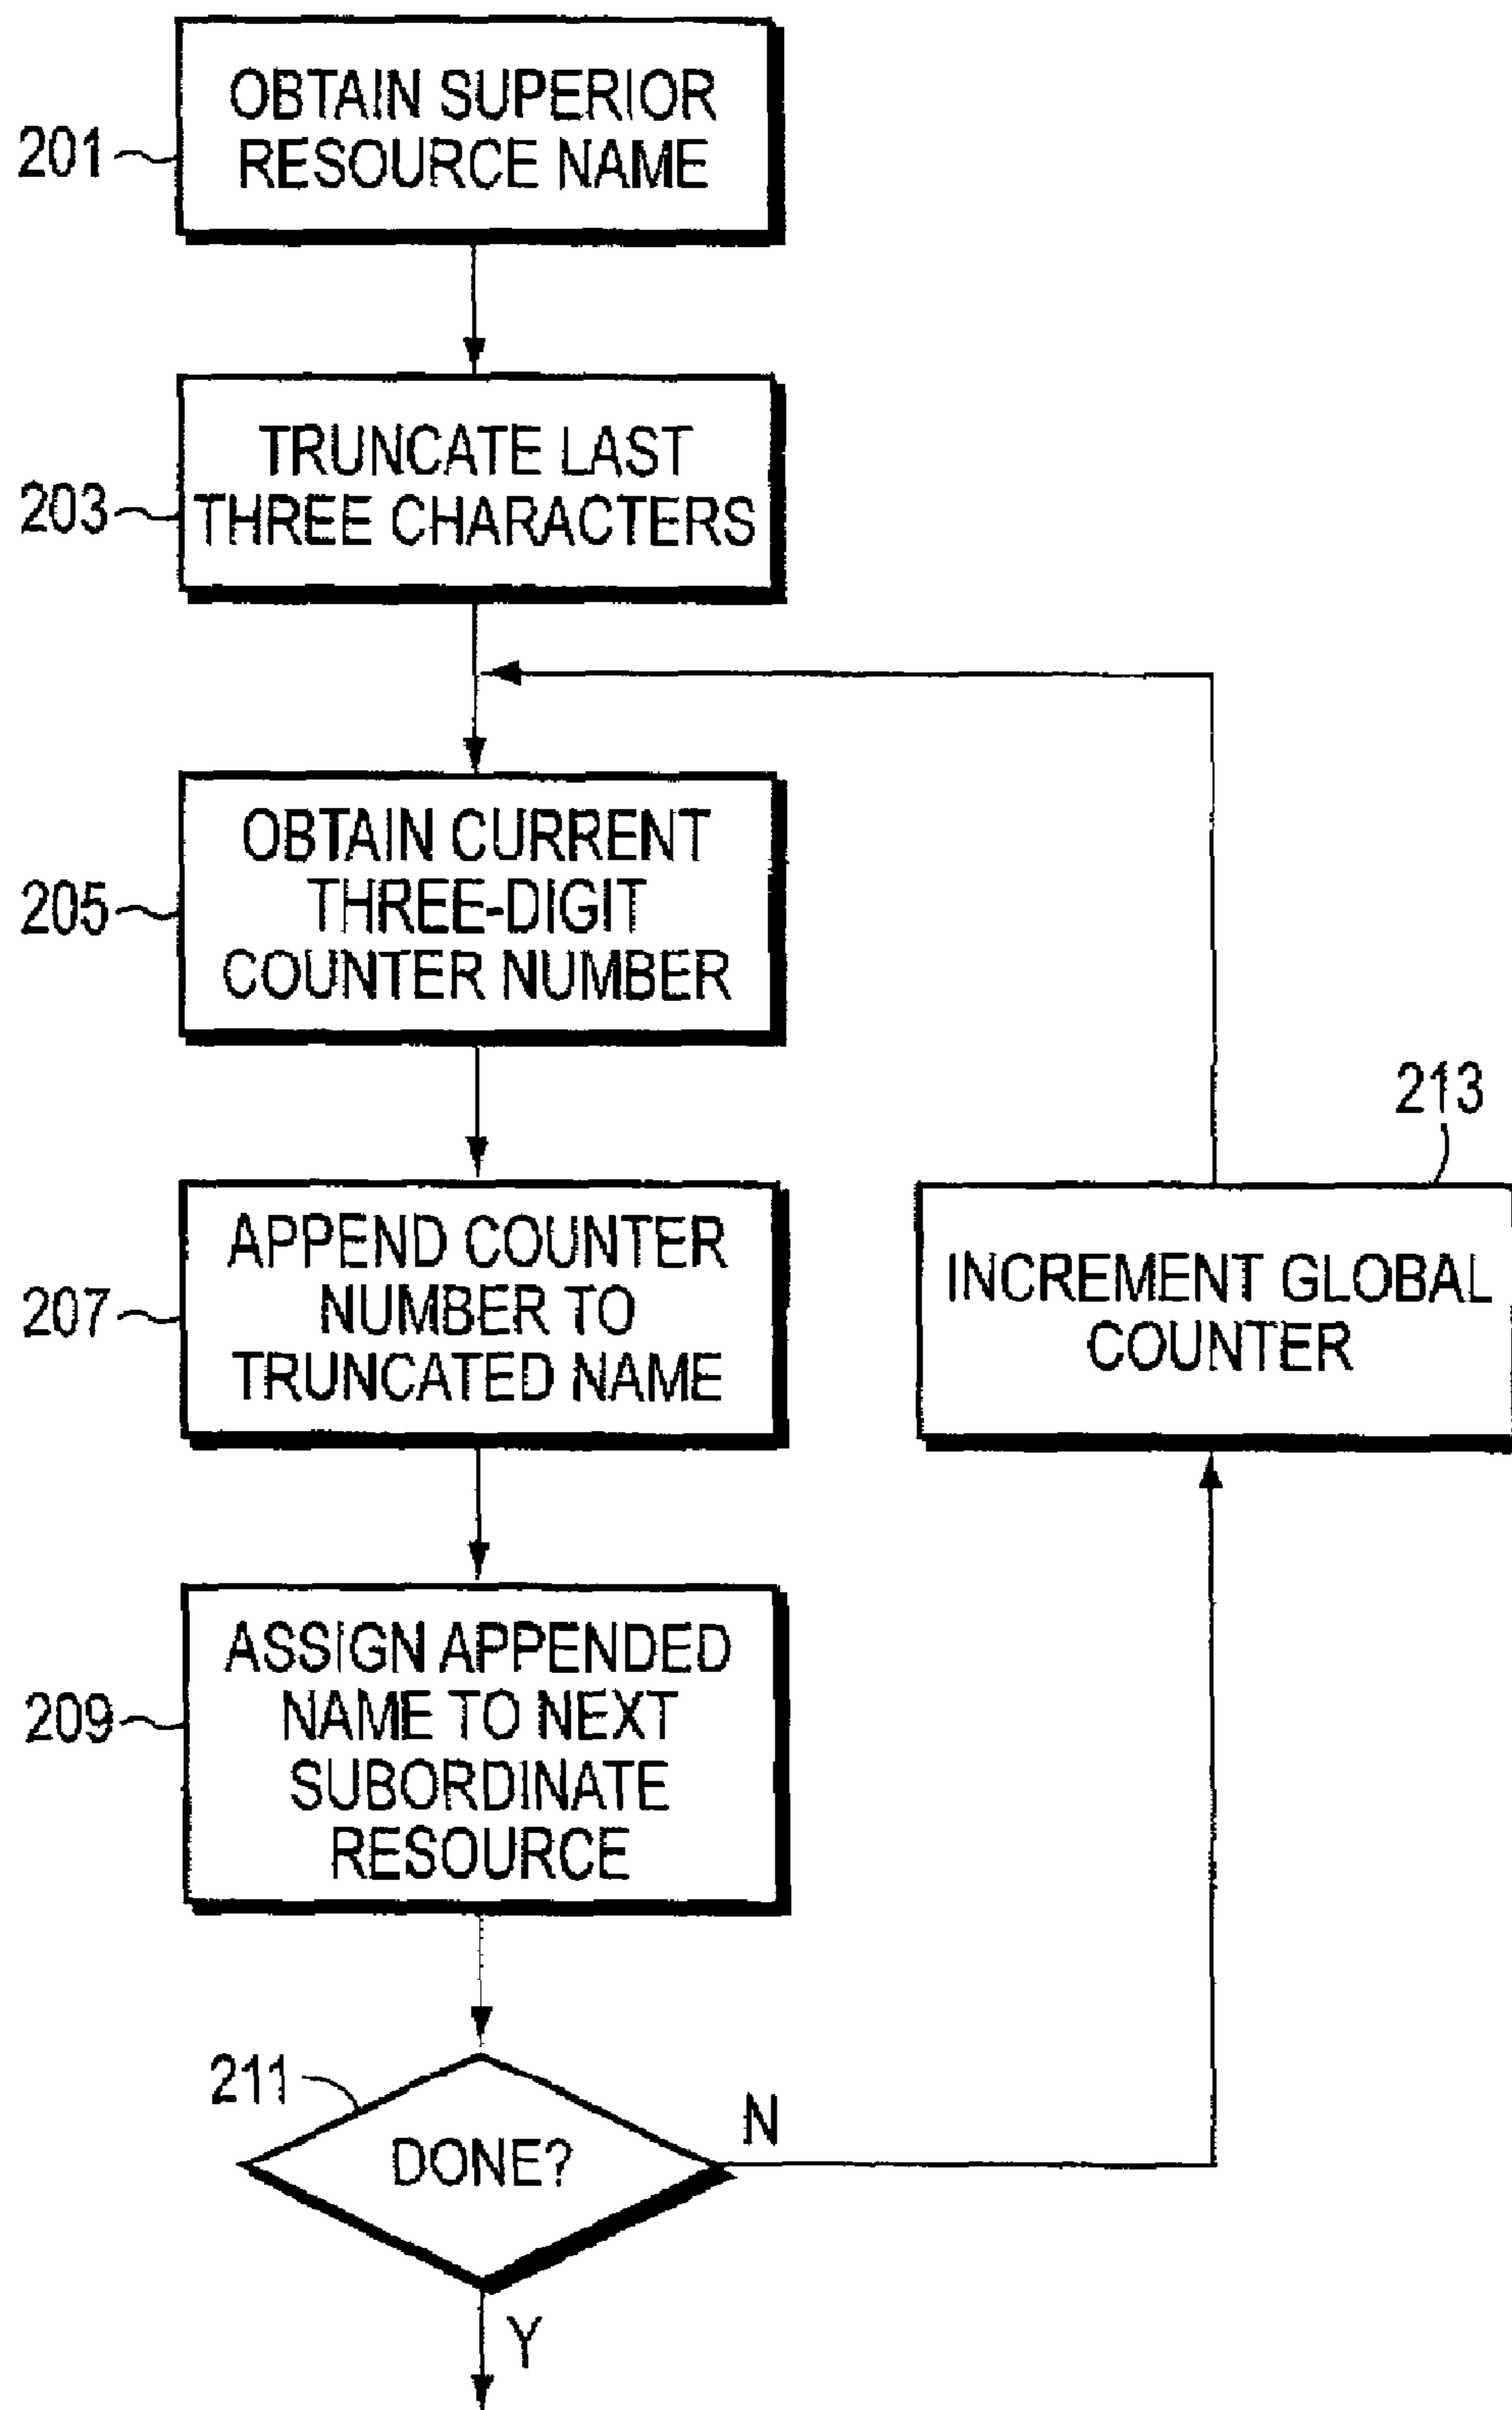 OBTAIN SUPERIOR
RESOURCE NAME
201
TRUNCATE LAST
THREE CHARACTERS
203
OBTAIN CURRENT
THREE-DIGIT
COUNTER NUMBER
205
213
APPEND COUNTER
NUMBER TO
TRUNCATED NAME
207
INCREMENT GLOBAL
COUNTER
ASSIGN APPENDED
NAME TO NEXT
SUBORDINATE
RESOURCE
209
211
DONE?
N
Y